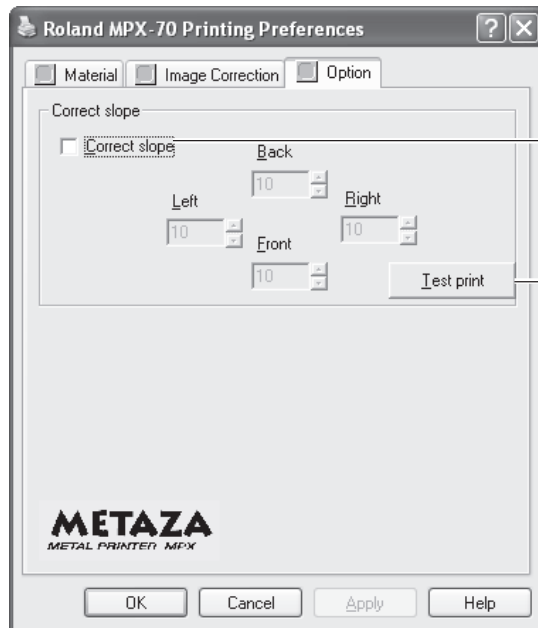 Roland MPX-70 Printing Preferences
Material Image Correction Option
Correct slope
Correct slope
Back
10
Left Right
10 10
Front
10
Test print
METAZA
METAL PRINTER MPX
OK Cancel Apply Help